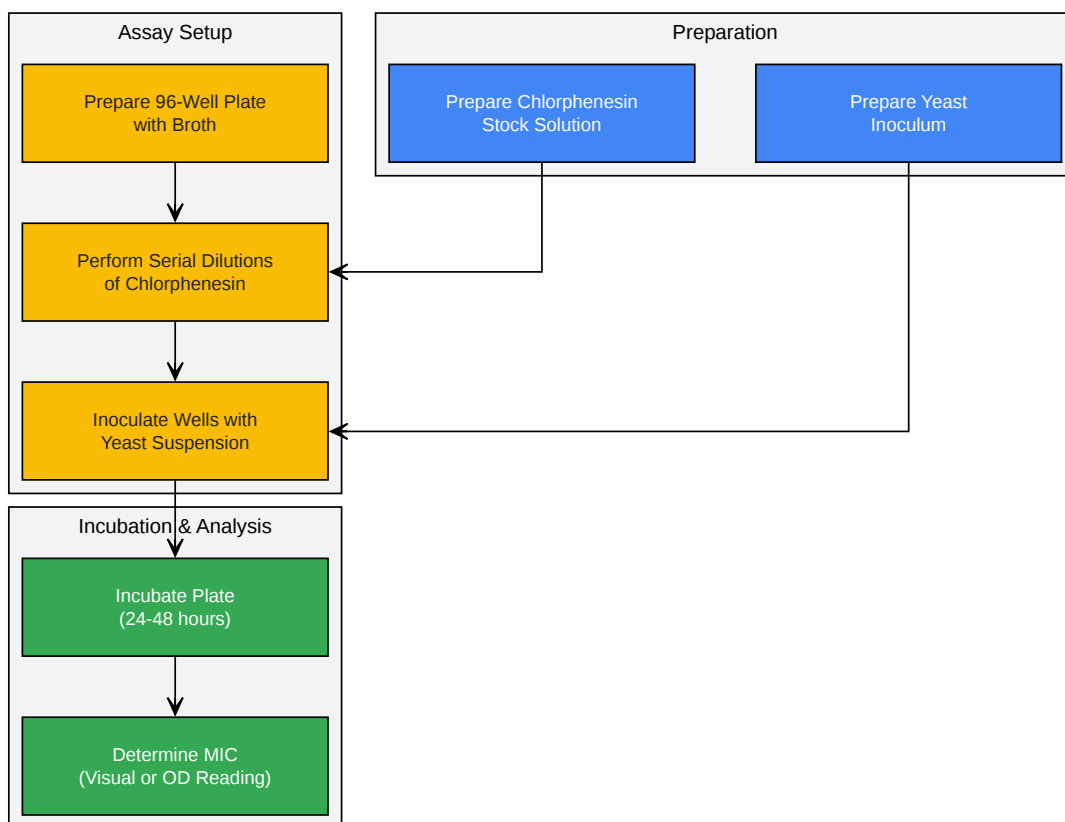 Assay Setup
Prepare 96-Well Plate
with Broth
Perform Serial Dilutions
of Chlorphenesin
Inoculate Wells with
Yeast Suspension
Preparation
Prepare Chlorphenesin
Stock Solution
Prepare Yeast
Inoculum
Incubation & Analysis
Incubate Plate
(24-48 hours)
Determine MIC
(Visual or OD Reading)